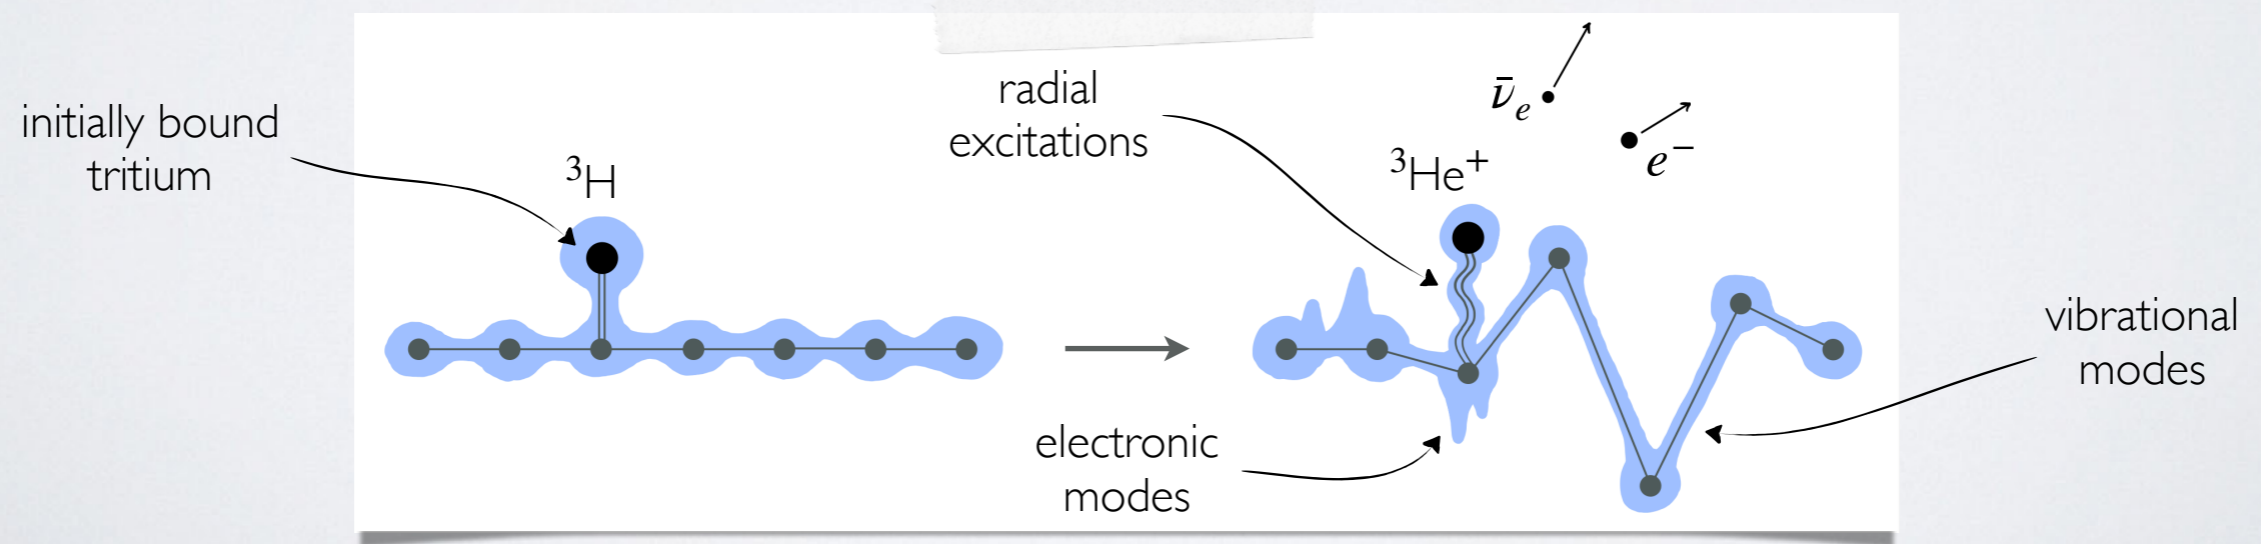 initially bound
tritium
³H
radial
excitations
ν̄ₑ
e⁻
³He⁺
electronic
modes
vibrational
modes